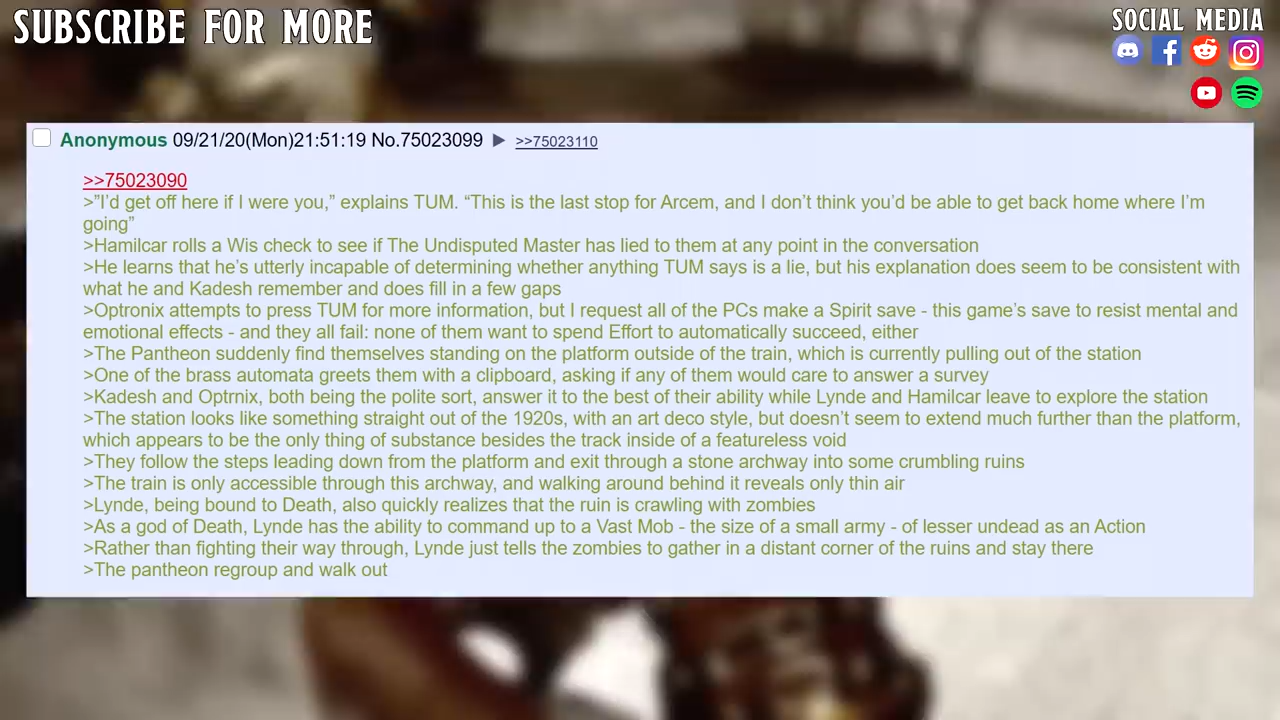 SUBSCRIBE FOR MORE
SOCIAL MEDIA
Anonymous 09/21/20(Mon)21:51:19 No.75023099 ▶ >>75023110
>>75023090
>”I’d get off here if I were you,” explains TUM. “This is the last stop for Arcem, and I don’t think you’d be able to get back home where I’m
going”
>Hamilcar rolls a Wis check to see if The Undisputed Master has lied to them at any point in the conversation
>He learns that he’s utterly incapable of determining whether anything TUM says is a lie, but his explanation does seem to be consistent with
what he and Kadesh remember and does fill in a few gaps
>Optronix attempts to press TUM for more information, but I request all of the PCs make a Spirit save - this game’s save to resist mental and
emotional effects - and they all fail: none of them want to spend Effort to automatically succeed, either
>The Pantheon suddenly find themselves standing on the platform outside of the train, which is currently pulling out of the station
>One of the brass automata greets them with a clipboard, asking if any of them would care to answer a survey
>Kadesh and Optrnix, both being the polite sort, answer it to the best of their ability while Lynde and Hamilcar leave to explore the station
>The station looks like something straight out of the 1920s, with an art deco style, but doesn’t seem to extend much further than the platform,
which appears to be the only thing of substance besides the track inside of a featureless void
>They follow the steps leading down from the platform and exit through a stone archway into some crumbling ruins
>The train is only accessible through this archway, and walking around behind it reveals only thin air
>Lynde, being bound to Death, also quickly realizes that the ruin is crawling with zombies
>As a god of Death, Lynde has the ability to command up to a Vast Mob - the size of a small army - of lesser undead as an Action
>Rather than fighting their way through, Lynde just tells the zombies to gather in a distant corner of the ruins and stay there
>The pantheon regroup and walk out